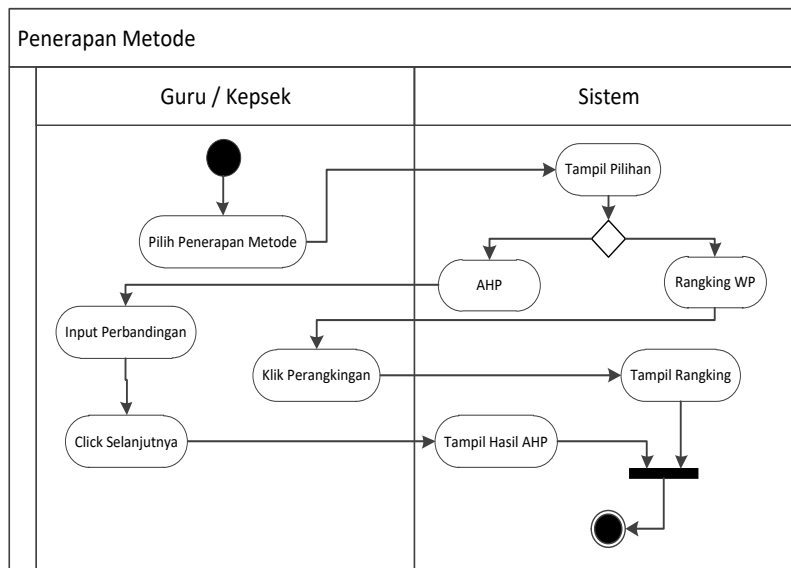 Penerapan Metode
Guru / Kepsek
Sistem
Tampil Pilihan
Pilih Penerapan Metode
AHP
Rangking WP
Input Perbandingan
Klik Perangkingan
Tampil Rangking
Click Selanjutnya
Tampil Hasil AHP